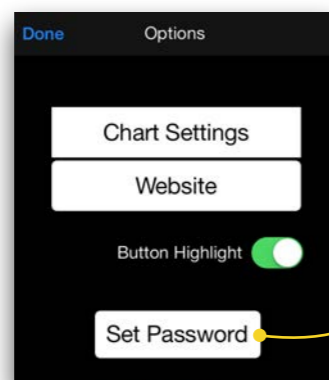 Done Options
Chart Settings
Website
Button Highlight
Set Password